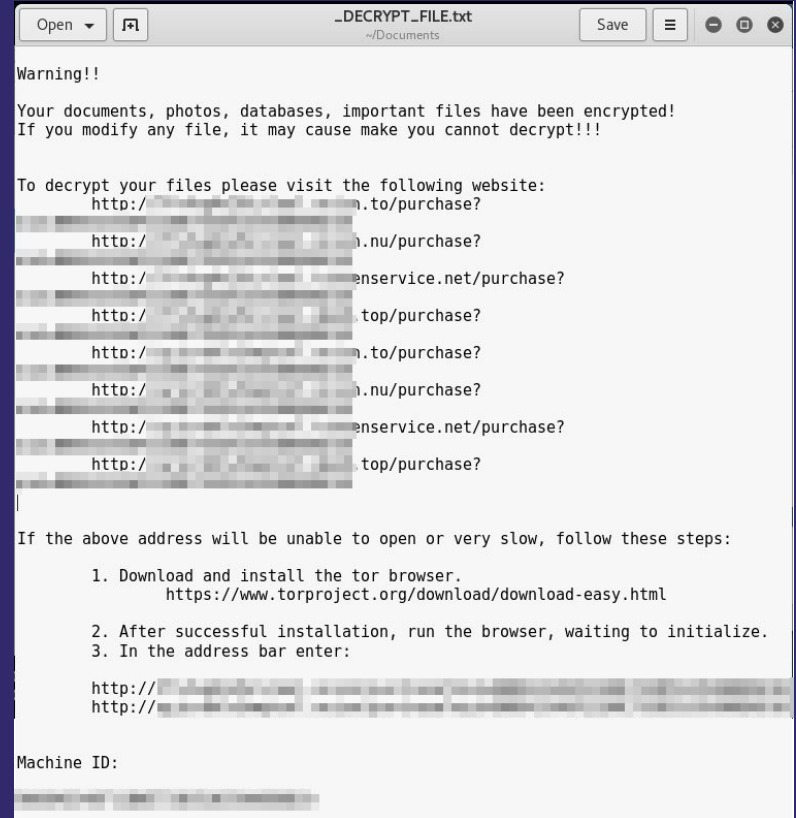 Open
_DECRYPT_FILE.txt
~/Documents
Save
Warning!!
Your documents, photos, databases, important files have been encrypted!
If you modify any file, it may cause make you cannot decrypt!!!
To decrypt your files please visit the following website:
http:/ .to/purchase?
http:/ .nu/purchase?
http:/ enservice.net/purchase?
http:/ .top/purchase?
http:/ .to/purchase?
http:/ .nu/purchase?
http:/ enservice.net/purchase?
http:/ .top/purchase?
If the above address will be unable to open or very slow, follow these steps:
1. Download and install the tor browser.
https://www.torproject.org/download/download-easy.html
2. After successful installation, run the browser, waiting to initialize.
3. In the address bar enter:
http://
http://
Machine ID: